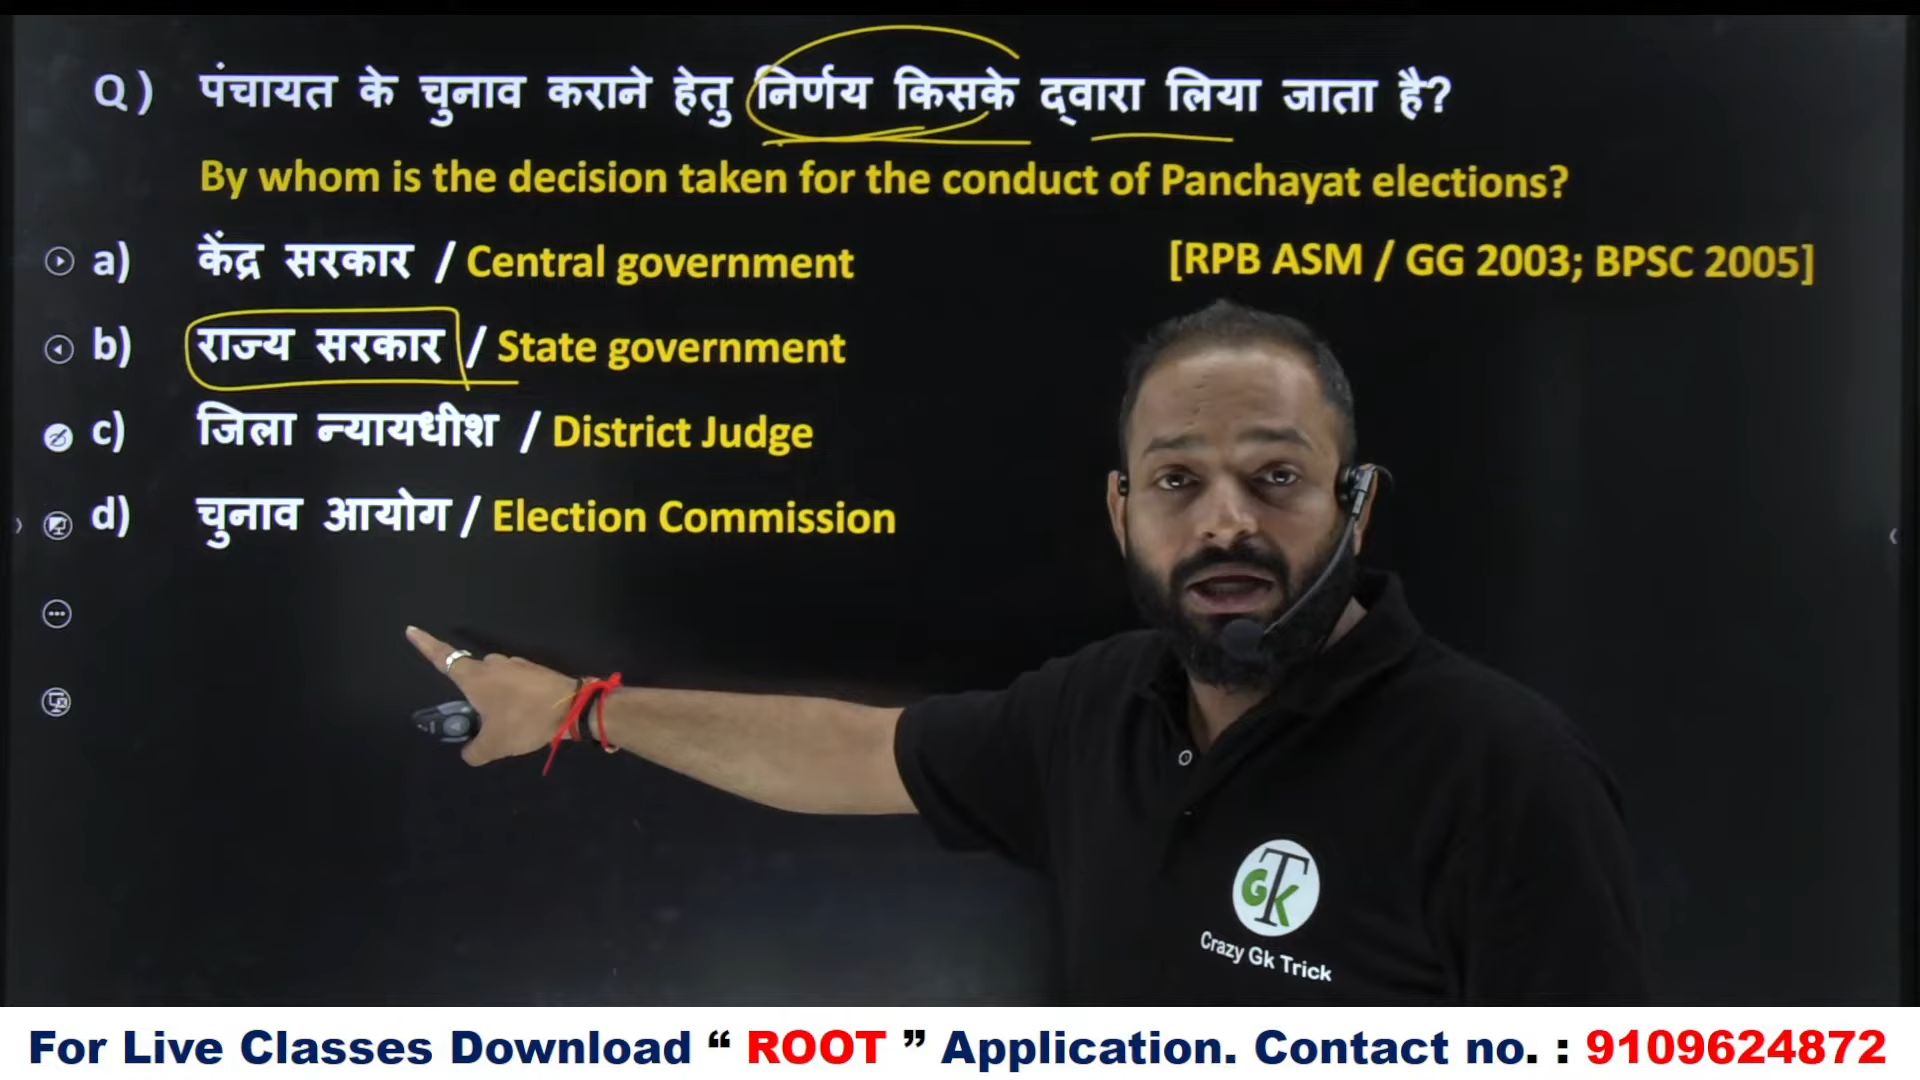 Q) पंचायत के चुनाव कराने हेतु निर्णय किसके द्वारा लिया जाता है?
By whom is the decision taken for the conduct of Panchayat elections?
a) केंद्र सरकार / Central government [RPB ASM / GG 2003; BPSC 2005]
b) राज्य सरकार / State government
c) जिला न्यायधीश / District Judge
d) चुनाव आयोग / Election Commission
GTK
Crazy Gk Trick
For Live Classes Download “ ROOT ” Application. Contact no. : 9109624872